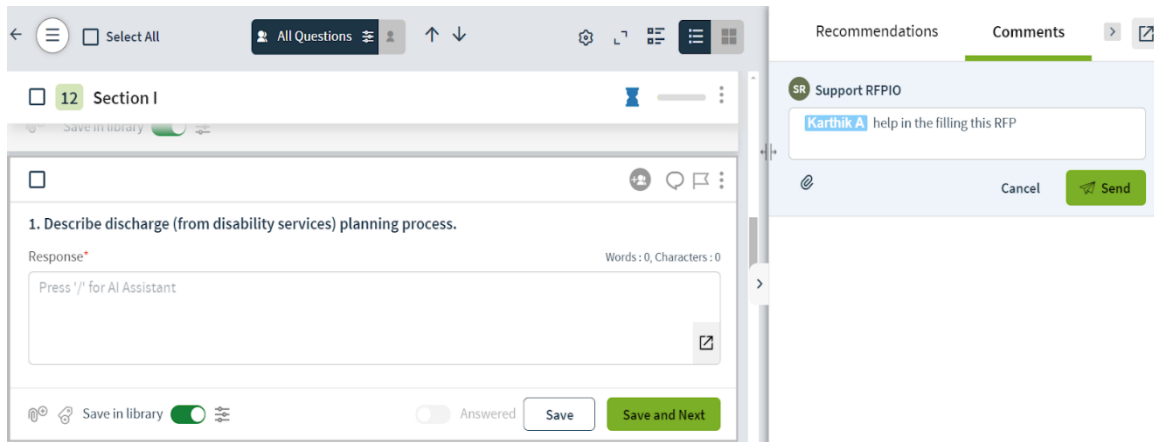 Select All
All Questions
Recommendations
Comments
12 Section I
Save in library
SR Support RFPIO
Karthik A help in the filling this RFP
Cancel
Send
1. Describe discharge (from disability services) planning process.
Response*
Words : 0, Characters : 0
Press '/' for AI Assistant
Save in library
Answered
Save
Save and Next